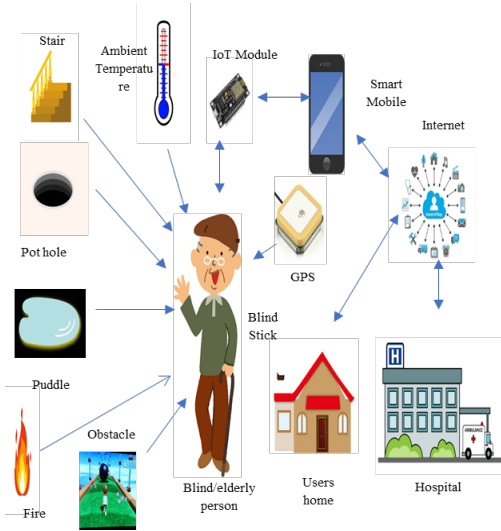 Stair
Ambient
Temperatu
re
IoT Module
Smart
Mobile
Internet
Pot hole
GPS
Blind
Stick
Puddle
Obstacle
Fire
Blind/elderly
person
Users
home
H
AMBULANCE
Hospital